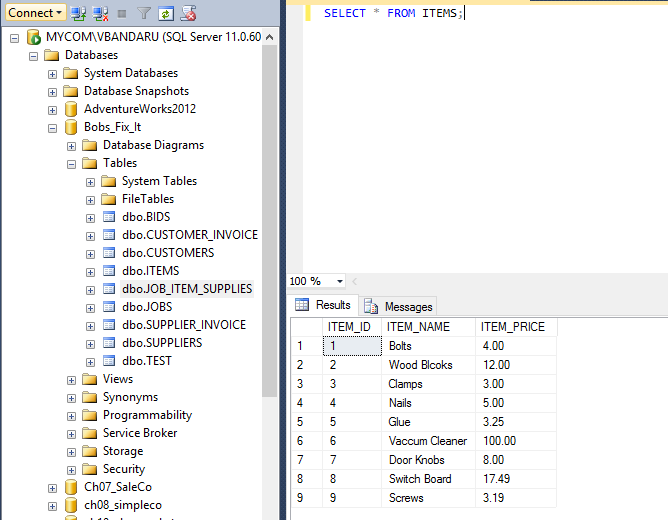 Connect
MYCOM\VBANDARU (SQL Server 11.0.60
Databases
System Databases
Database Snapshots
AdventureWorks2012
Bobs_Fix_It
Database Diagrams
Tables
System Tables
FileTables
dbo.BIDS
dbo.CUSTOMER_INVOICE
dbo.CUSTOMERS
dbo.ITEMS
dbo.JOB_ITEM_SUPPLIES
dbo.JOBS
dbo.SUPPLIER_INVOICE
dbo.SUPPLIERS
dbo.TEST
Views
Synonyms
Programmability
Service Broker
Storage
Security
Ch07_SaleCo
ch08_simpleco
SELECT * FROM ITEMS;
100 %
Results Messages
ITEM_ID ITEM_NAME ITEM_PRICE
1 1 Bolts 4.00
2 2 Wood Blcoks 12.00
3 3 Clamps 3.00
4 4 Nails 5.00
5 5 Glue 3.25
6 6 Vaccum Cleaner 100.00
7 7 Door Knobs 8.00
8 8 Switch Board 17.49
9 9 Screws 3.19